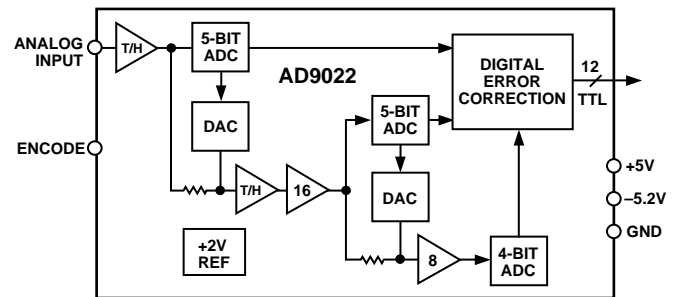 ANALOG
INPUT
T/H
5-BIT
ADC
AD9022
DIGITAL
ERROR
CORRECTION
12
TTL
DAC
5-BIT
ADC
ENCODE
T/H
16
DAC
+5V
–5.2V
GND
+2V
REF
8
4-BIT
ADC